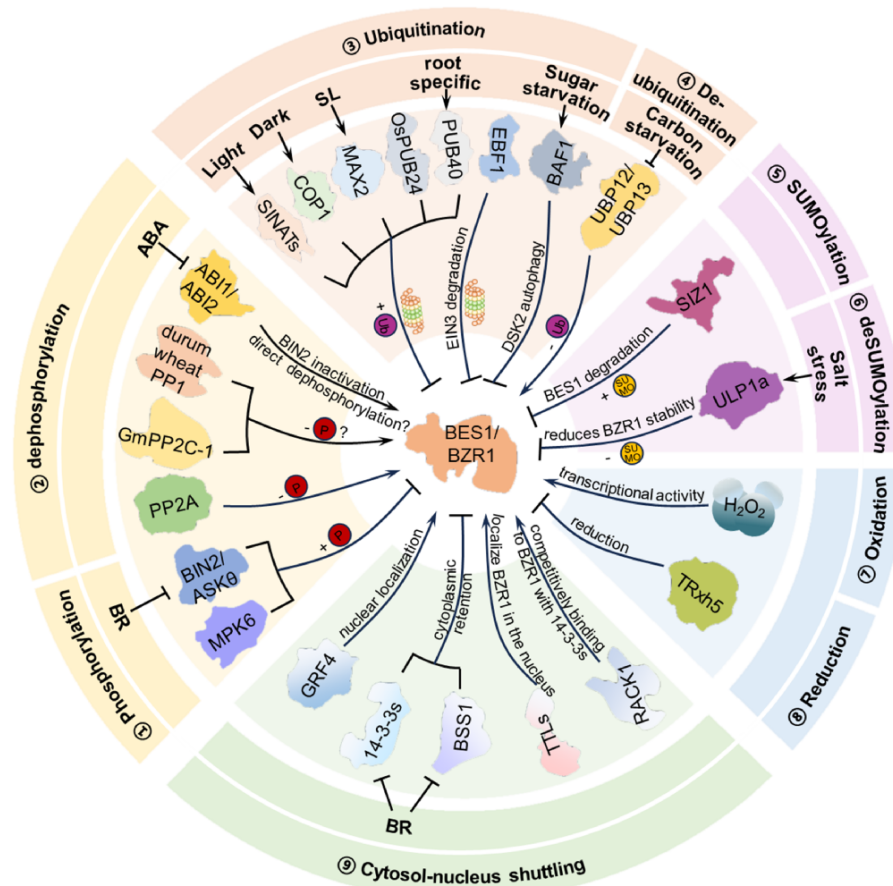 ③ Ubiquitination
④ De-
ubiquitination
⑤ SUMOylation
⑥ deSUMOylation
⑦ Oxidation
⑧ Reduction
⑨ Cytosol-nucleus shuttling
① Phosphorylation
② dephosphorylation
Light
Dark
SL
root
specific
Sugar
starvation
Carbon
starvation
SINATs
COP1
MAX2
OsPUB24
PUB40
EBF1
BAF1
UBP12/
UBP13
+ Ub
EIN3 degradation
DSK2 autophagy
Ub -
SIZ1
BES1 degradation
+ SU
MO
Salt
stress
ULP1a
reduces BZR1 stability
- SU
MO
H₂O₂
transcriptional activity
TRxh5
reduction
RACK1
competitively binding
to BZR1 with 14-3-3s
TTLs
localize BZR1 in the nucleus
BSS1
14-3-3s
cytoplasmic
retention
BR
GRF4
nuclear localization
MPK6
BIN2/
ASKθ
BR
+ P
PP2A
- P
GmPP2C-1
durum
wheat
PP1
- P ?
ABA
ABI1/
ABI2
BIN2 inactivation
direct dephosphorylation?
BES1/
BZR1